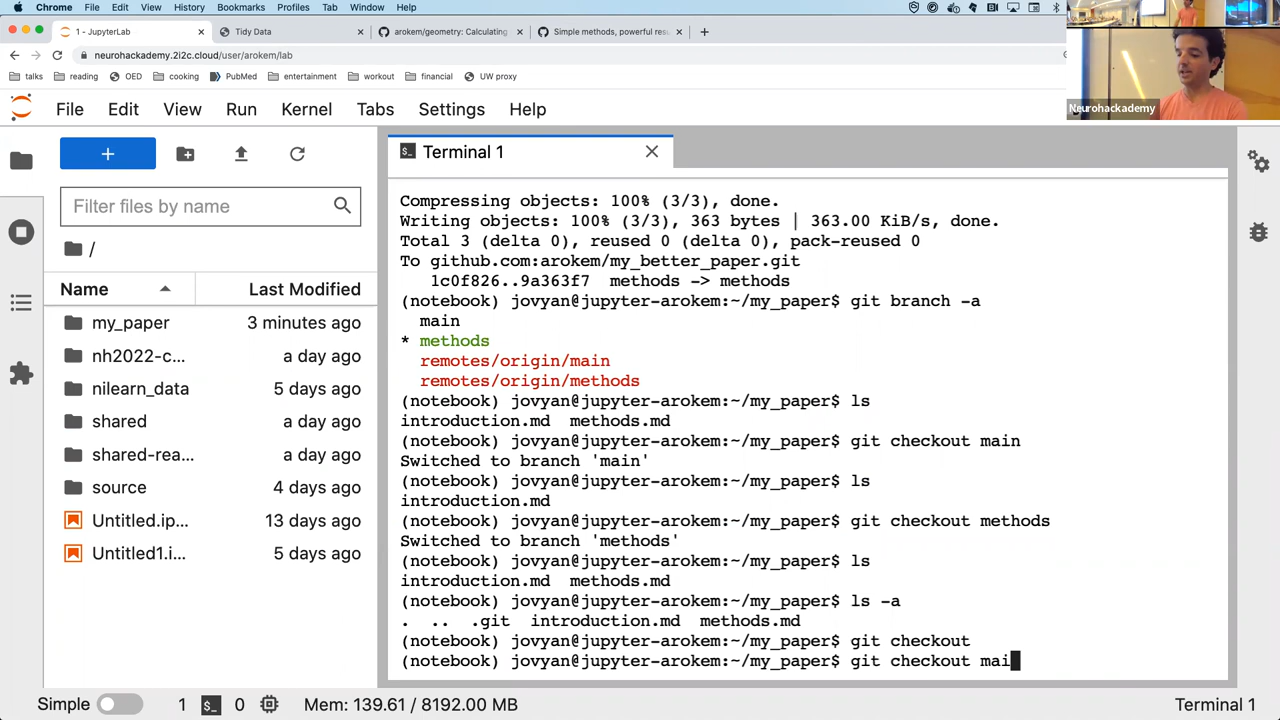 Chrome File Edit View History Bookmarks Profiles Tab Window Help
1 - JupyterLab
Tidy Data
arokem/geometry: Calculating
Simple methods, powerful res
neurohackademy.2i2c.cloud/user/arokem/lab
talks reading OED cooking PubMed entertainment workout financial UW proxy
Neurohackademy
File Edit View Run Kernel Tabs Settings Help
Filter files by name
/
Name Last Modified
my_paper 3 minutes ago
nh2022-c... a day ago
nilearn_data 5 days ago
shared a day ago
shared-rea... a day ago
source 4 days ago
Untitled.ip... 13 days ago
Untitled1.i... 5 days ago
Terminal 1
Compressing objects: 100% (3/3), done.
Writing objects: 100% (3/3), 363 bytes | 363.00 KiB/s, done.
Total 3 (delta 0), reused 0 (delta 0), pack-reused 0
To github.com:arokem/my_better_paper.git
1c0f826..9a363f7 methods -> methods
(notebook) jovyan@jupyter-arokem:~/my_paper$ git branch -a
main
* methods
remotes/origin/main
remotes/origin/methods
(notebook) jovyan@jupyter-arokem:~/my_paper$ ls
introduction.md methods.md
(notebook) jovyan@jupyter-arokem:~/my_paper$ git checkout main
Switched to branch 'main'
(notebook) jovyan@jupyter-arokem:~/my_paper$ ls
introduction.md
(notebook) jovyan@jupyter-arokem:~/my_paper$ git checkout methods
Switched to branch 'methods'
(notebook) jovyan@jupyter-arokem:~/my_paper$ ls
introduction.md methods.md
(notebook) jovyan@jupyter-arokem:~/my_paper$ ls -a
. .. .git introduction.md methods.md
(notebook) jovyan@jupyter-arokem:~/my_paper$ git checkout
(notebook) jovyan@jupyter-arokem:~/my_paper$ git checkout mai
Simple 1 0 Mem: 139.61 / 8192.00 MB Terminal 1